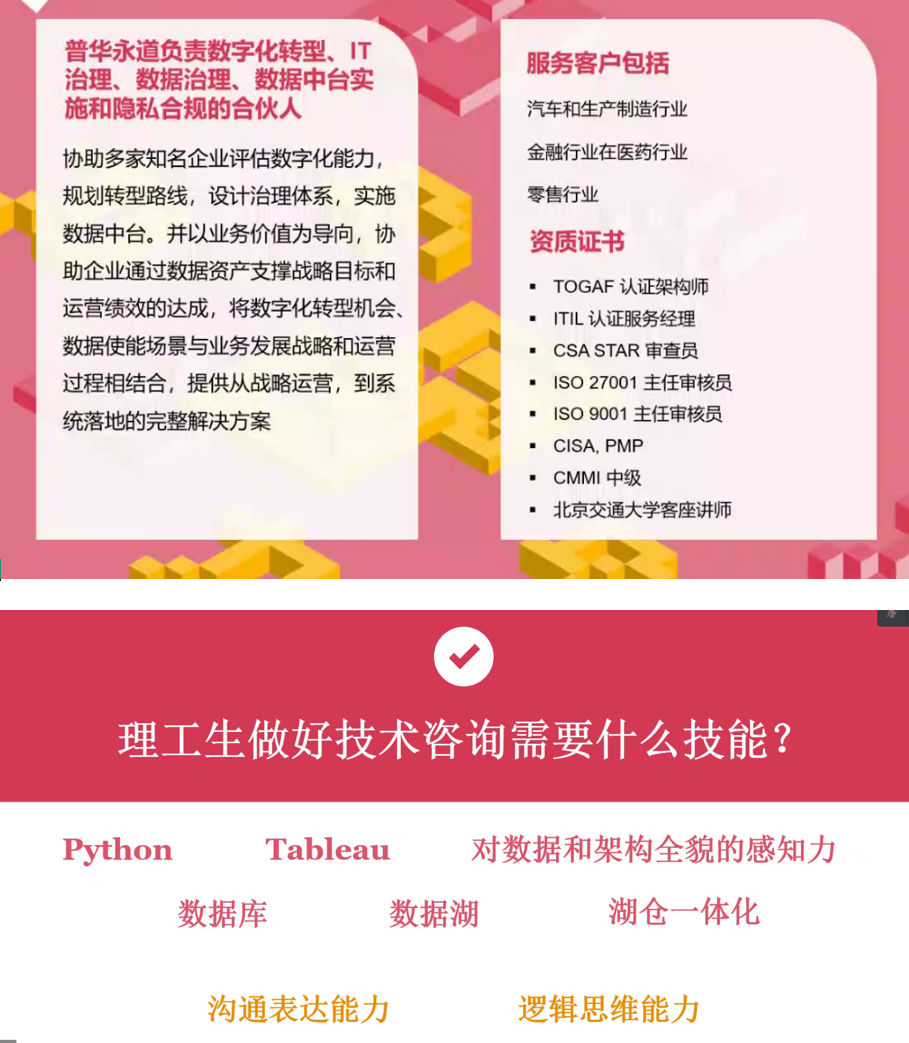 普华永道负责数字化转型、IT
治理、数据治理、数据中台实
施和隐私合规的合伙人
协助多家知名企业评估数字化能力，
规划转型路线，设计治理体系，实施
数据中台。并以业务价值为导向，协
助企业通过数据资产支撑战略目标和
运营绩效的达成，将数字化转型机会、
数据使能场景与业务发展战略和运营
过程相结合，提供从战略运营，到系
统落地的完整解决方案
服务客户包括
汽车和生产制造行业
金融行业在医药行业
零售行业
资质证书
▪ TOGAF 认证架构师
▪ ITIL 认证服务经理
▪ CSA STAR 审查员
▪ ISO 27001 主任审核员
▪ ISO 9001 主任审核员
▪ CISA, PMP
▪ CMMI 中级
▪ 北京交通大学客座讲师
理工生做好技术咨询需要什么技能？
Python Tableau 对数据和架构全貌的感知力
数据库 数据湖 湖仓一体化
沟通表达能力 逻辑思维能力